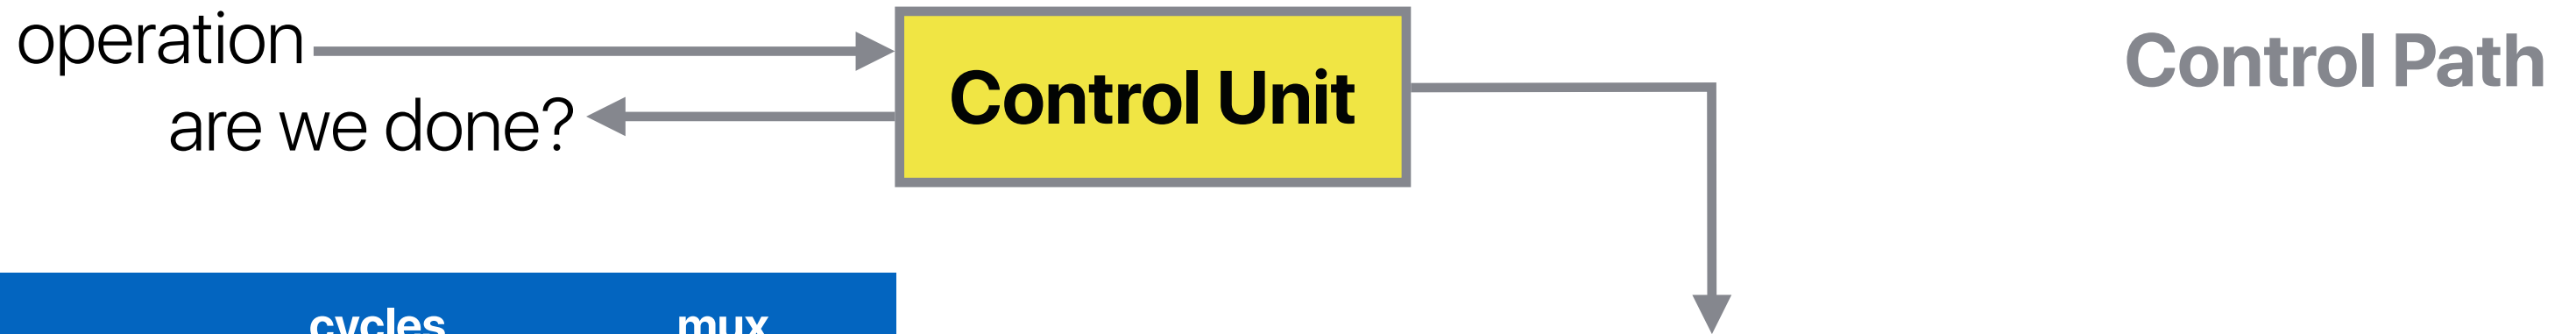 operation
are we done?
Control Unit
Control Path
cycles mux